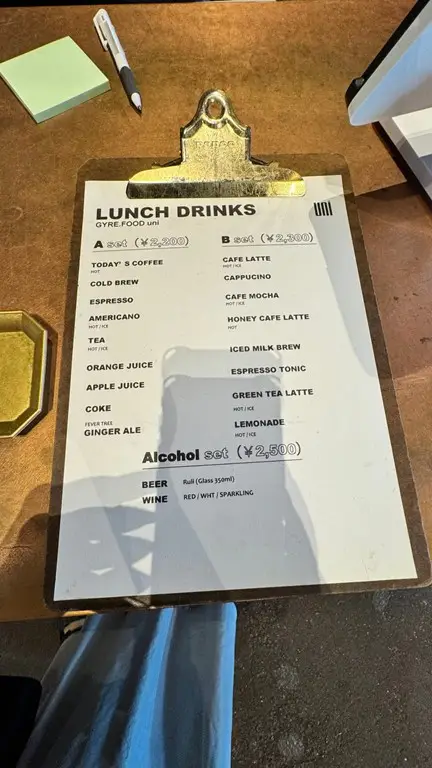 LUNCH DRINKS
GYRE.FOOD uni
UNI
A set (¥2,200)
TODAY' S COFFEE
HOT
COLD BREW
ESPRESSO
AMERICANO
HOT / ICE
TEA
HOT / ICE
ORANGE JUICE
APPLE JUICE
COKE
FEVER TREE
GINGER ALE
B set (¥2,300)
CAFE LATTE
HOT / ICE
CAPPUCINO
CAFE MOCHA
HOT / ICE
HONEY CAFE LATTE
HOT
ICED MILK BREW
ESPRESSO TONIC
GREEN TEA LATTE
HOT / ICE
LEMONADE
HOT / ICE
Alcohol set (¥2,500)
BEER Ruli (Glass 350ml)
WINE RED / WHT / SPARKLING